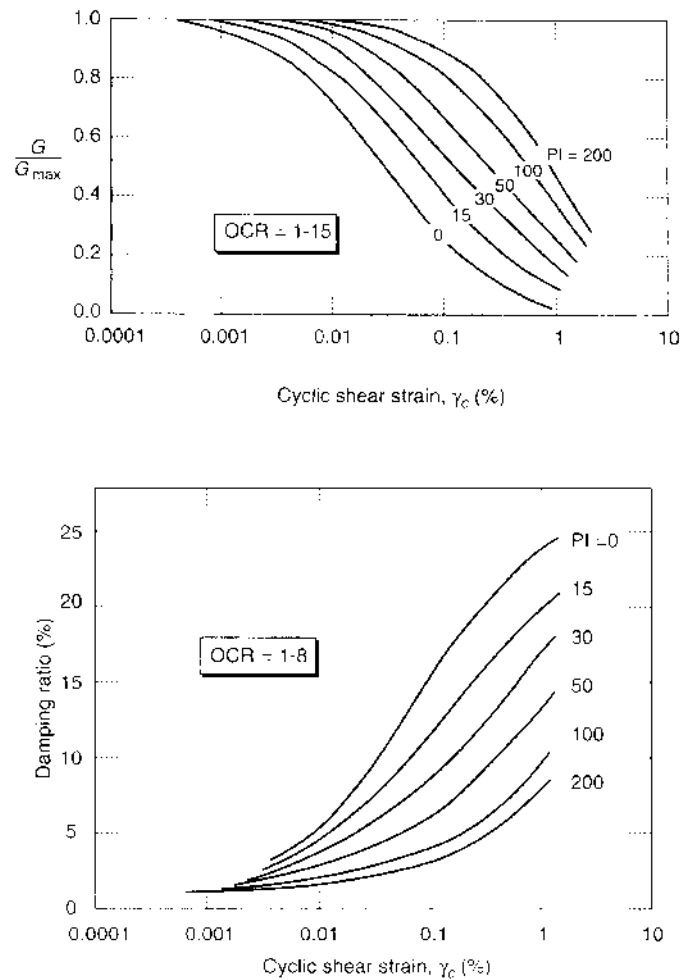 1.0
0.8
G
G max
0.6
0.4
0.2
0.0
OCR = 1-15
PI = 200
100
50
30
15
0
0.0001 0.001 0.01 0.1 1 10
Cyclic shear strain, γc (%)
25
20
15
10
5
0
Damping ratio (%)
OCR = 1-8
PI =0
15
30
50
100
200
0.0001 0.001 0.01 0.1 1 10
Cyclic shear strain, γc (%)